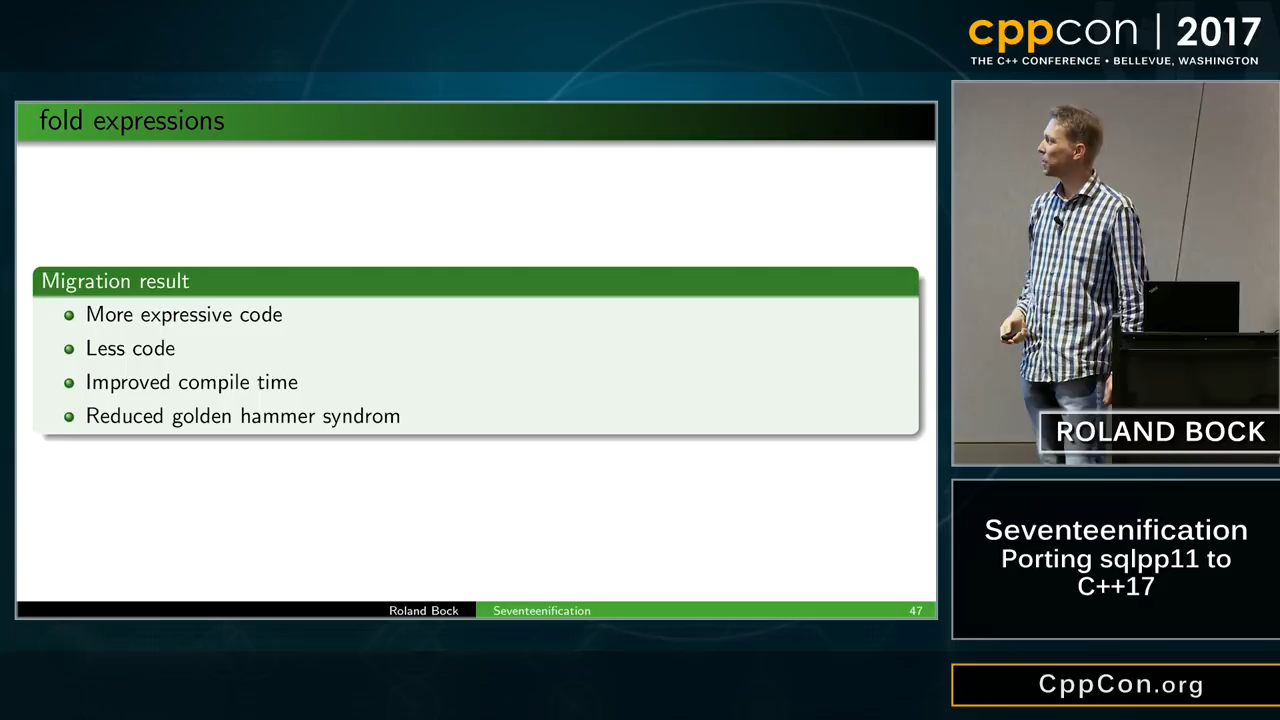 cppcon | 2017
THE C++ CONFERENCE • BELLEVUE, WASHINGTON
fold expressions
Migration result
More expressive code
Less code
Improved compile time
Reduced golden hammer syndrom
Roland Bock
Seventeenification
47
ROLAND BOCK
Seventeenification
Porting sqlpp11 to
C++17
CppCon.org